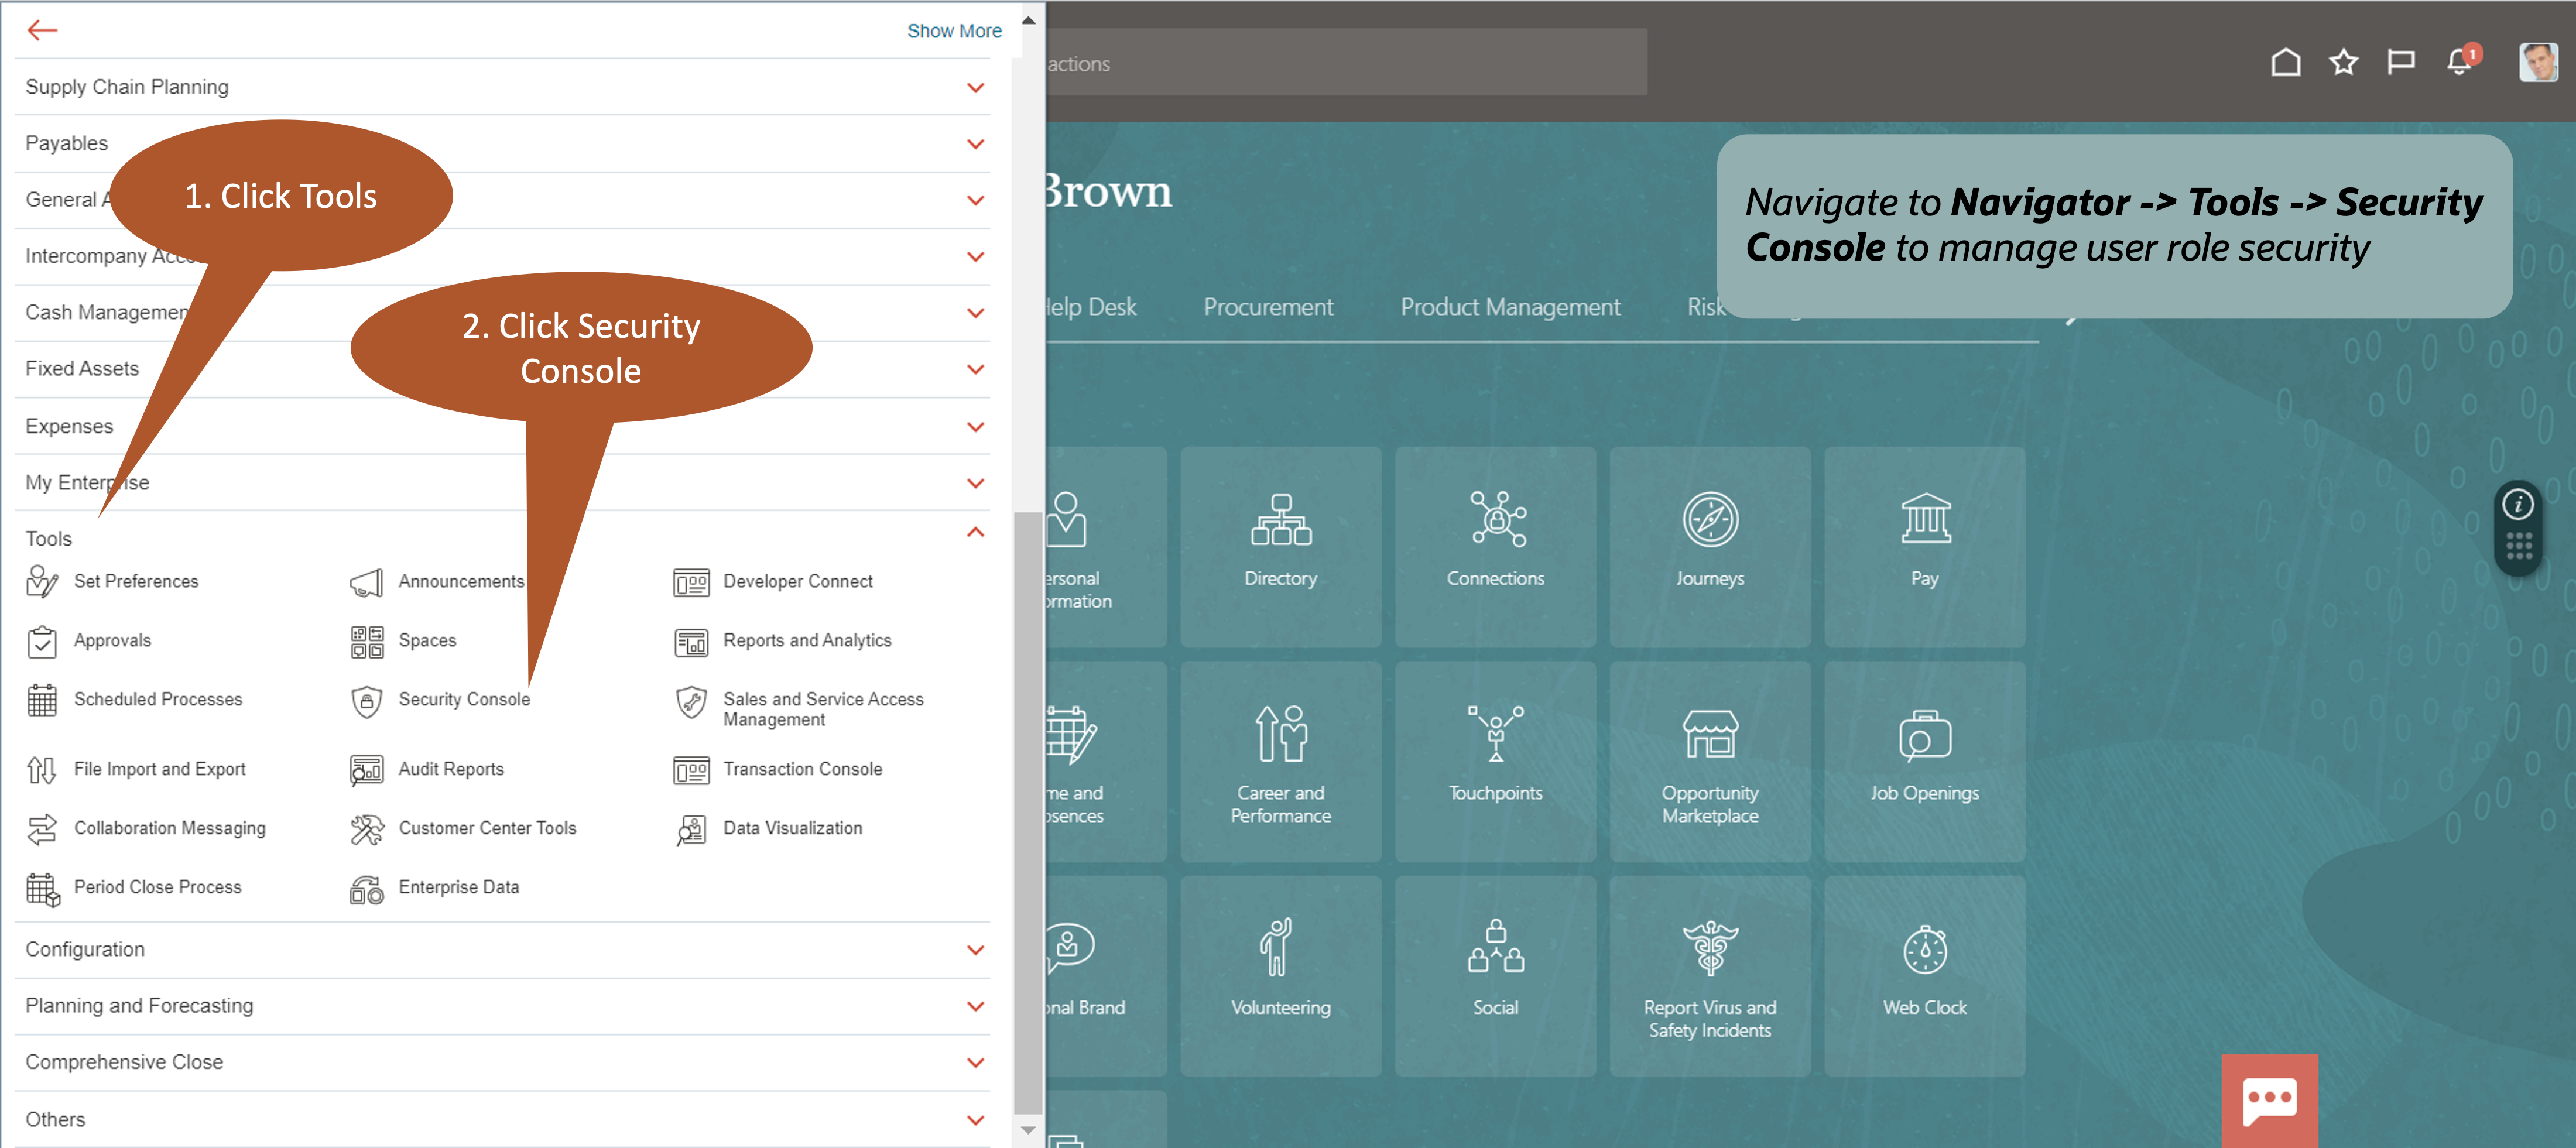 Show More
Supply Chain Planning
Payables
General A
Intercompany Acco
Cash Managemen
Fixed Assets
Expenses
My Enterprise
Tools
Set Preferences
Announcements
Developer Connect
Approvals
Spaces
Reports and Analytics
Scheduled Processes
Security Console
Sales and Service Access
Management
File Import and Export
Audit Reports
Transaction Console
Collaboration Messaging
Customer Center Tools
Data Visualization
Period Close Process
Enterprise Data
Configuration
Planning and Forecasting
Comprehensive Close
Others
1. Click Tools
2. Click Security
Console
actions
1
Brown
Navigate to Navigator -> Tools -> Security
Console to manage user role security
Help Desk
Procurement
Product Management
Risk
ersonal
ormation
Directory
Connections
Journeys
Pay
me and
bsences
Career and
Performance
Touchpoints
Opportunity
Marketplace
Job Openings
onal Brand
Volunteering
Social
Report Virus and
Safety Incidents
Web Clock